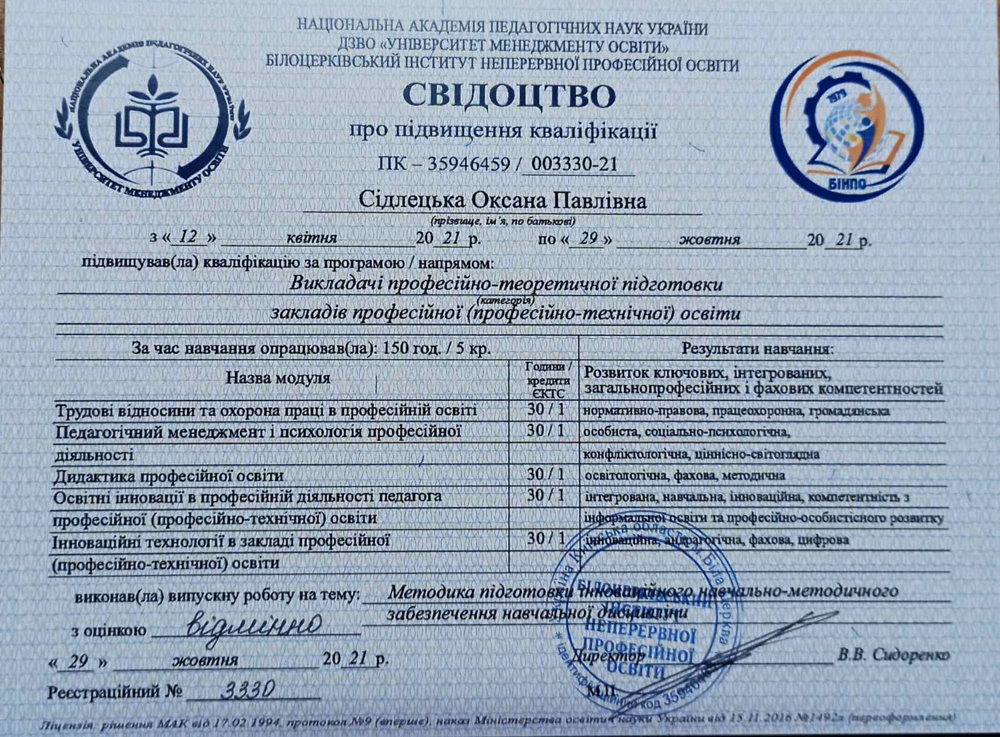 НАЦІОНАЛЬНА АКАДЕМІЯ ПЕДАГОГІЧНИХ НАУК УКРАЇНИ
ДЗВО «УНІВЕРСИТЕТ МЕНЕДЖМЕНТУ ОСВІТИ»
БІЛОЦЕРКІВСЬКИЙ ІНСТИТУТ НЕПЕРЕРВНОЇ ПРОФЕСІЙНОЇ ОСВІТИ
НАЦІОНАЛЬНА АКАДЕМІЯ ПЕДАГОГІЧНИХ НАУК УКРАЇНИ
УНІВЕРСИТЕТ МЕНЕДЖМЕНТУ ОСВІТИ
1979
БІНПО
СВІДОЦТВО
про підвищення кваліфікації
ПК – 35946459 / 003330-21
Сідлецька Оксана Павлівна
(прізвище, ім'я, по батькові)
з « 12 » квітня 20 21 р. по « 29 » жовтня 20 21 р.
підвищував(ла) кваліфікацію за програмою / напрямом:
Викладачі професійно-теоретичної підготовки
(категорія)
закладів професійної (професійно-технічної) освіти
За час навчання опрацював(ла): 150 год. / 5 кр. Результати навчання:
Назва модуля Години / кредити ЄКТС Розвиток ключових, інтегрованих, загальнопрофесійних і фахових компетентностей
Трудові відносини та охорона праці в професійній освіті 30 / 1 нормативно-правова, працеохоронна, громадянська
Педагогічний менеджмент і психологія професійної 30 / 1 особиста, соціально-психологічна,
діяльності конфліктологічна, ціннісно-світоглядна
Дидактика професійної освіти 30 / 1 освітологічна, фахова, методична
Освітні інновації в професійній діяльності педагога 30 / 1 інтегрована, навчальна, інноваційна, компетентність з
професійної (професійно-технічної) освіти інформальної освіти та професійно-особистісного розвитку
Інноваційні технології в закладі професійної 30 / 1 інноваційна, андрагогічна, фахова, цифрова
(професійно-технічної) освіти
виконав(ла) випускну роботу на тему: Методика підготовки інноваційного навчально-методичного
забезпечення навчальної дисципліни
з оцінкою відмінно
« 29 » жовтня 20 21 р. Директор В.В. Сидоренко
Реєстраційний № 3330 М.П.
Україна Київська область м.Біла Церква
* ідентифікаційний код 35946459 *
БІЛОЦЕРКІВСЬКИЙ
ІНСТИТУТ
НЕПЕРЕРВНОЇ
ПРОФЕСІЙНОЇ
ОСВІТИ
Ліцензія: рішення МАК від 17.02.1994, протокол №9 (вперше), наказ Міністерства освіти і науки України від 15.11.2016 №1492л (переоформлення)